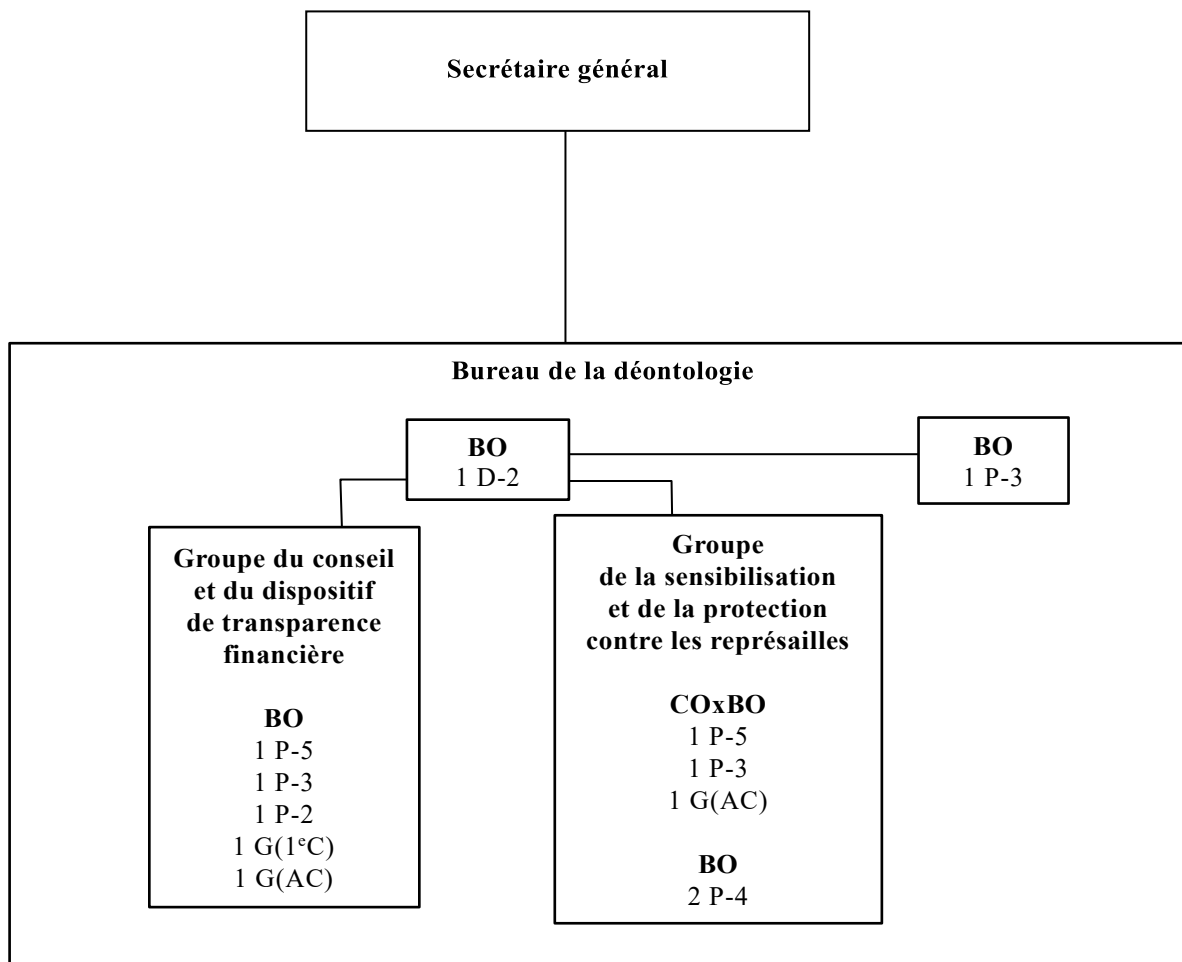 Secrétaire général
Bureau de la déontologie
BO
1 D-2
BO
1 P-3
Groupe du conseil
et du dispositif
de transparence
financière
BO
1 P-5
1 P-3
1 P-2
1 G(1ᵉC)
1 G(AC)
Groupe
de la sensibilisation
et de la protection
contre les représailles
COxBO
1 P-5
1 P-3
1 G(AC)
BO
2 P-4